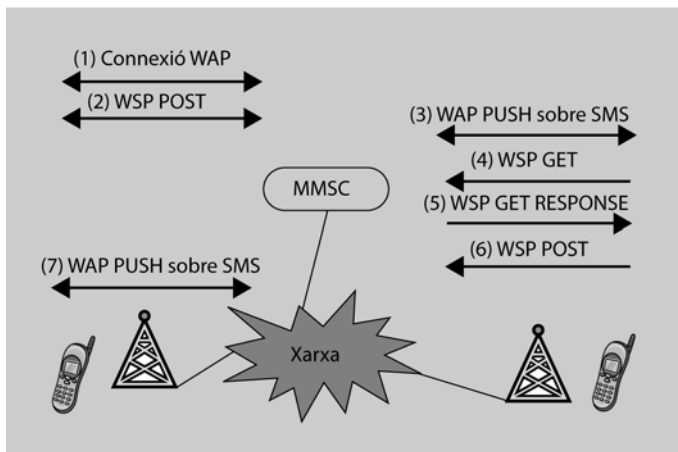 (1) Connexió WAP
(2) WSP POST
(3) WAP PUSH sobre SMS
(4) WSP GET
MMSC
(5) WSP GET RESPONSE
(6) WSP POST
(7) WAP PUSH sobre SMS
Xarxa